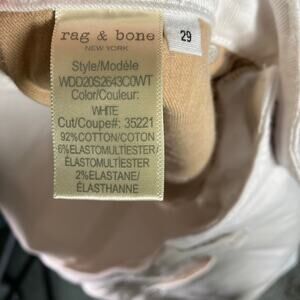 rag & bone
NEW YORK
29
Style/Modèle
WDD20S2643C0WT
Color/Couleur:
WHITE
Cut/Coupe#: 35221
92%COTTON/COTON
6%ELASTOMULTIESTER/
ÉLASTOMULTIESTER
2%ELASTANE/
ÉLASTHANNE